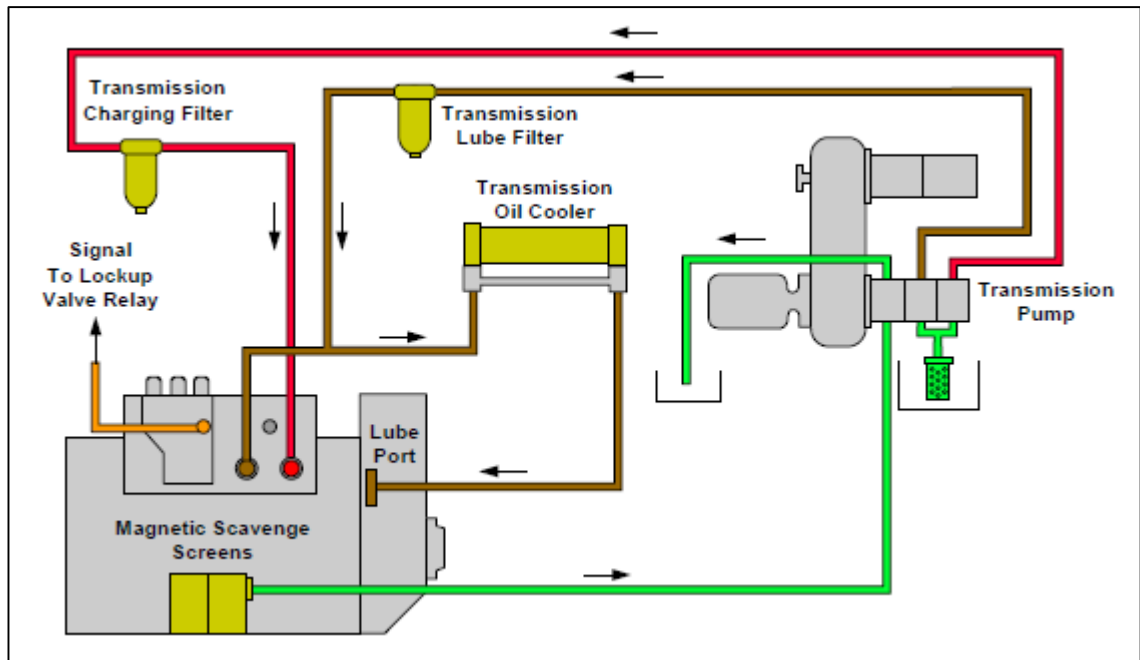 Transmission
Charging Filter
Transmission
Lube Filter
Transmission
Oil Cooler
Signal
To Lockup
Valve Relay
Transmission
Pump
Lube
Port
Magnetic Scavenge
Screens